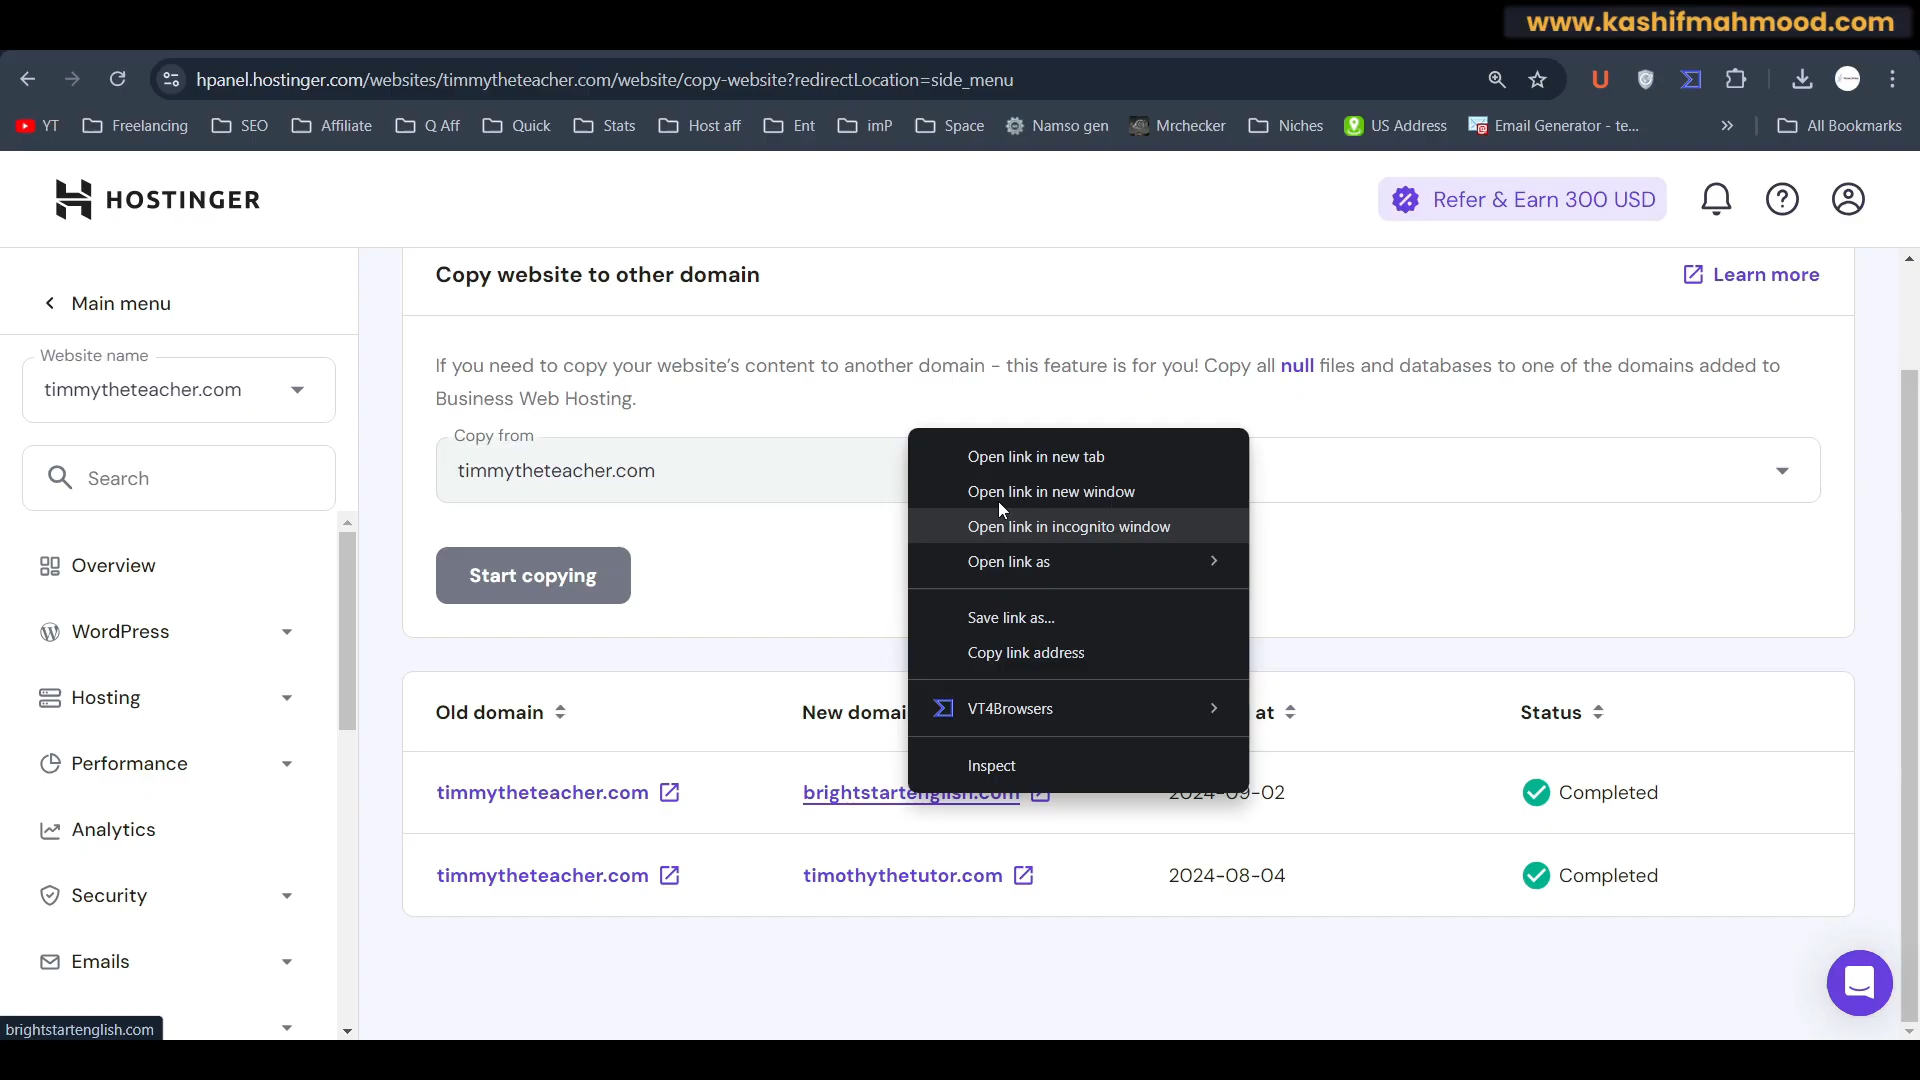 www.kashifmahmood.com
hpanel.hostinger.com/websites/timmytheteacher.com/website/copy-website?redirectLocation=side_menu
YT Freelancing SEO Affiliate Q Aff Quick Stats Host aff Ent imP Space Namso gen Mrchecker Niches US Address Email Generator - te... » All Bookmarks
HOSTINGER
Refer & Earn 300 USD
Main menu
Website name
timmytheteacher.com
Search
Overview
WordPress
Hosting
Performance
Analytics
Security
Emails
brightstartenglish.com
Copy website to other domain
Learn more
If you need to copy your website's content to another domain - this feature is for you! Copy all null files and databases to one of the domains added to
Business Web Hosting.
Copy from
timmytheteacher.com
Start copying
Open link in new tab
Open link in new window
Open link in incognito window
Open link as
Save link as...
Copy link address
VT4Browsers
Inspect
Old domain New domai at Status
timmytheteacher.com brightstartenglish.com 2024-09-02 Completed
timmytheteacher.com timothythetutor.com 2024-08-04 Completed